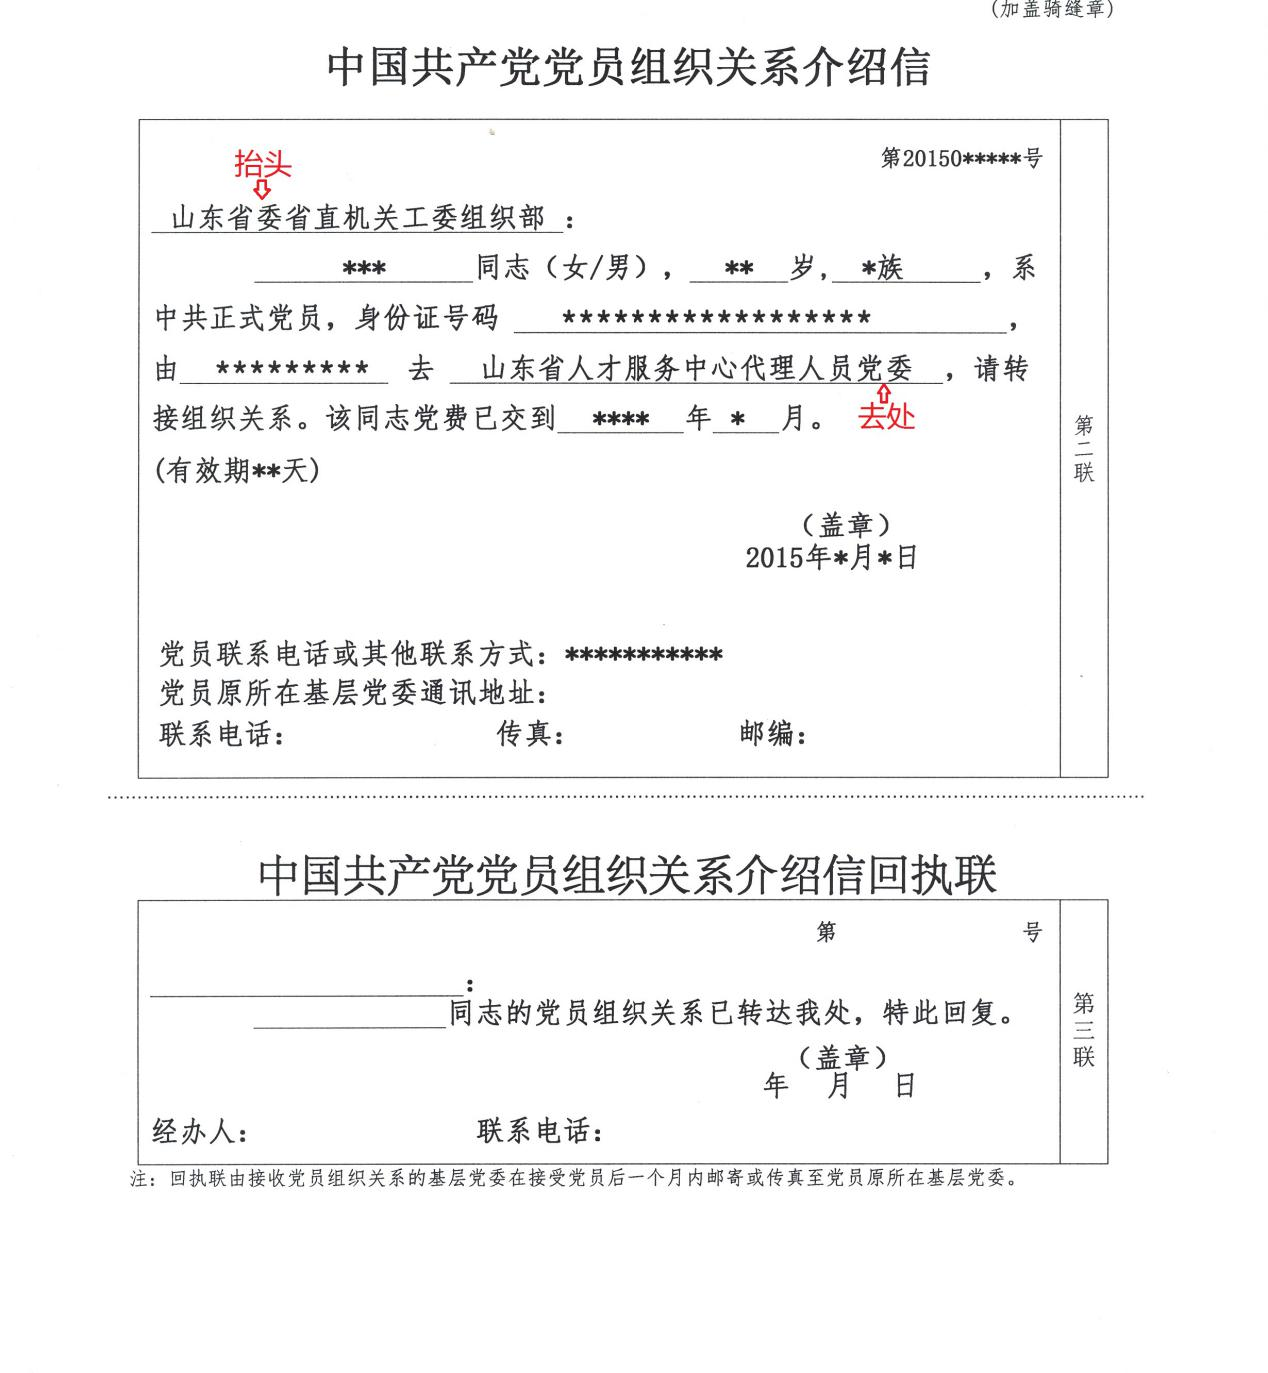 (加盖骑缝章)
中国共产党党员组织关系介绍信
第20150*****号
抬头
山东省委省直机关工委组织部：
***同志（女/男），**岁，*族，系
中共正式党员，身份证号码 ******************，
由 ********* 去 山东省人才服务中心代理人员党委，请转
接组织关系。该同志党费已交到 **** 年 * 月。 去处
(有效期**天)
（盖章）
2015年*月*日
党员联系电话或其他联系方式：***********
党员原所在基层党委通讯地址：
联系电话： 传真： 邮编：
第二联
中国共产党党员组织关系介绍信回执联
第 号
：
同志的党员组织关系已转达我处，特此回复。
（盖章）
年 月 日
经办人： 联系电话：
第三联
注：回执联由接收党员组织关系的基层党委在接受党员后一个月内邮寄或传真至党员原所在基层党委。